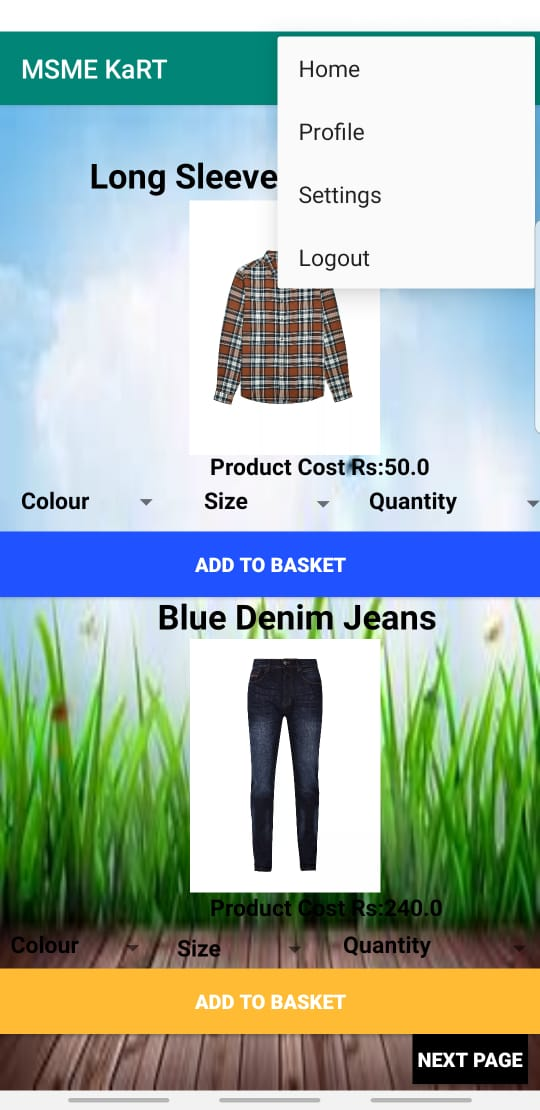 MSME KaRT
Home
Profile
Settings
Logout
Long Sleeve
Product Cost Rs:50.0
Colour Size Quantity
ADD TO BASKET
Blue Denim Jeans
Product Cost Rs:240.0
Colour Size Quantity
ADD TO BASKET
NEXT PAGE